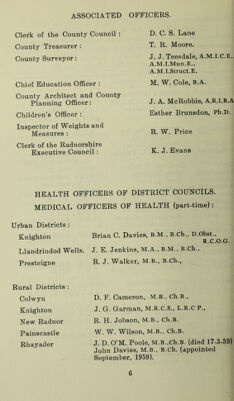 ASSOCIATED OFFICERS.
Clerk of the County Council : D. C. S. Lane
County Treasurer : T. R. Moore.
County Surveyor : J. J. Teesdale, A.M.I.C.E.,
A.M.I.Mun.E.,
A.M.I.Struct.E.
Chief Education Officer : M. W. Cole, B.A.
County Architect and County
Planning Officer: J. A. McRobbie, A.R.I.B.A
Children's Officer : Esther Brunsdon, Ph.D.
Inspector of Weights and
Measures : R. W. Price
Clerk of the Radnorshire
Executive Council : K. J. Evans
HEALTH OFFICERS OF DISTRICT COUNCILS.
MEDICAL OFFICERS OF HEALTH (part-time) :
Urban Districts :
Knighton Brian C. Davies, B.M., B.Ch., D.Obst.,
R.C.O.G.
Llandrindod Wells. J. E. Jenkins, M.A., B.M., B.Ch.,
Presteigne R. J. Walker, M.B., B.Ch.,
Rural Districts :
Colwyn D. F. Cameron, M.B., Ch.B.,
Knighton J. G. Garman, M.R.C.S., L.R.C P.,
New Radnor R. H. Jobson, M.B., Ch.B.
Painscastle W. W. Wilson, M.B., Ch.B.
Rhayader J. D. O'M. Poole, M.B., Ch.B. (died 17-3-59)
John Davies, M.B., B.Ch. (appointed
September, 1959).
6